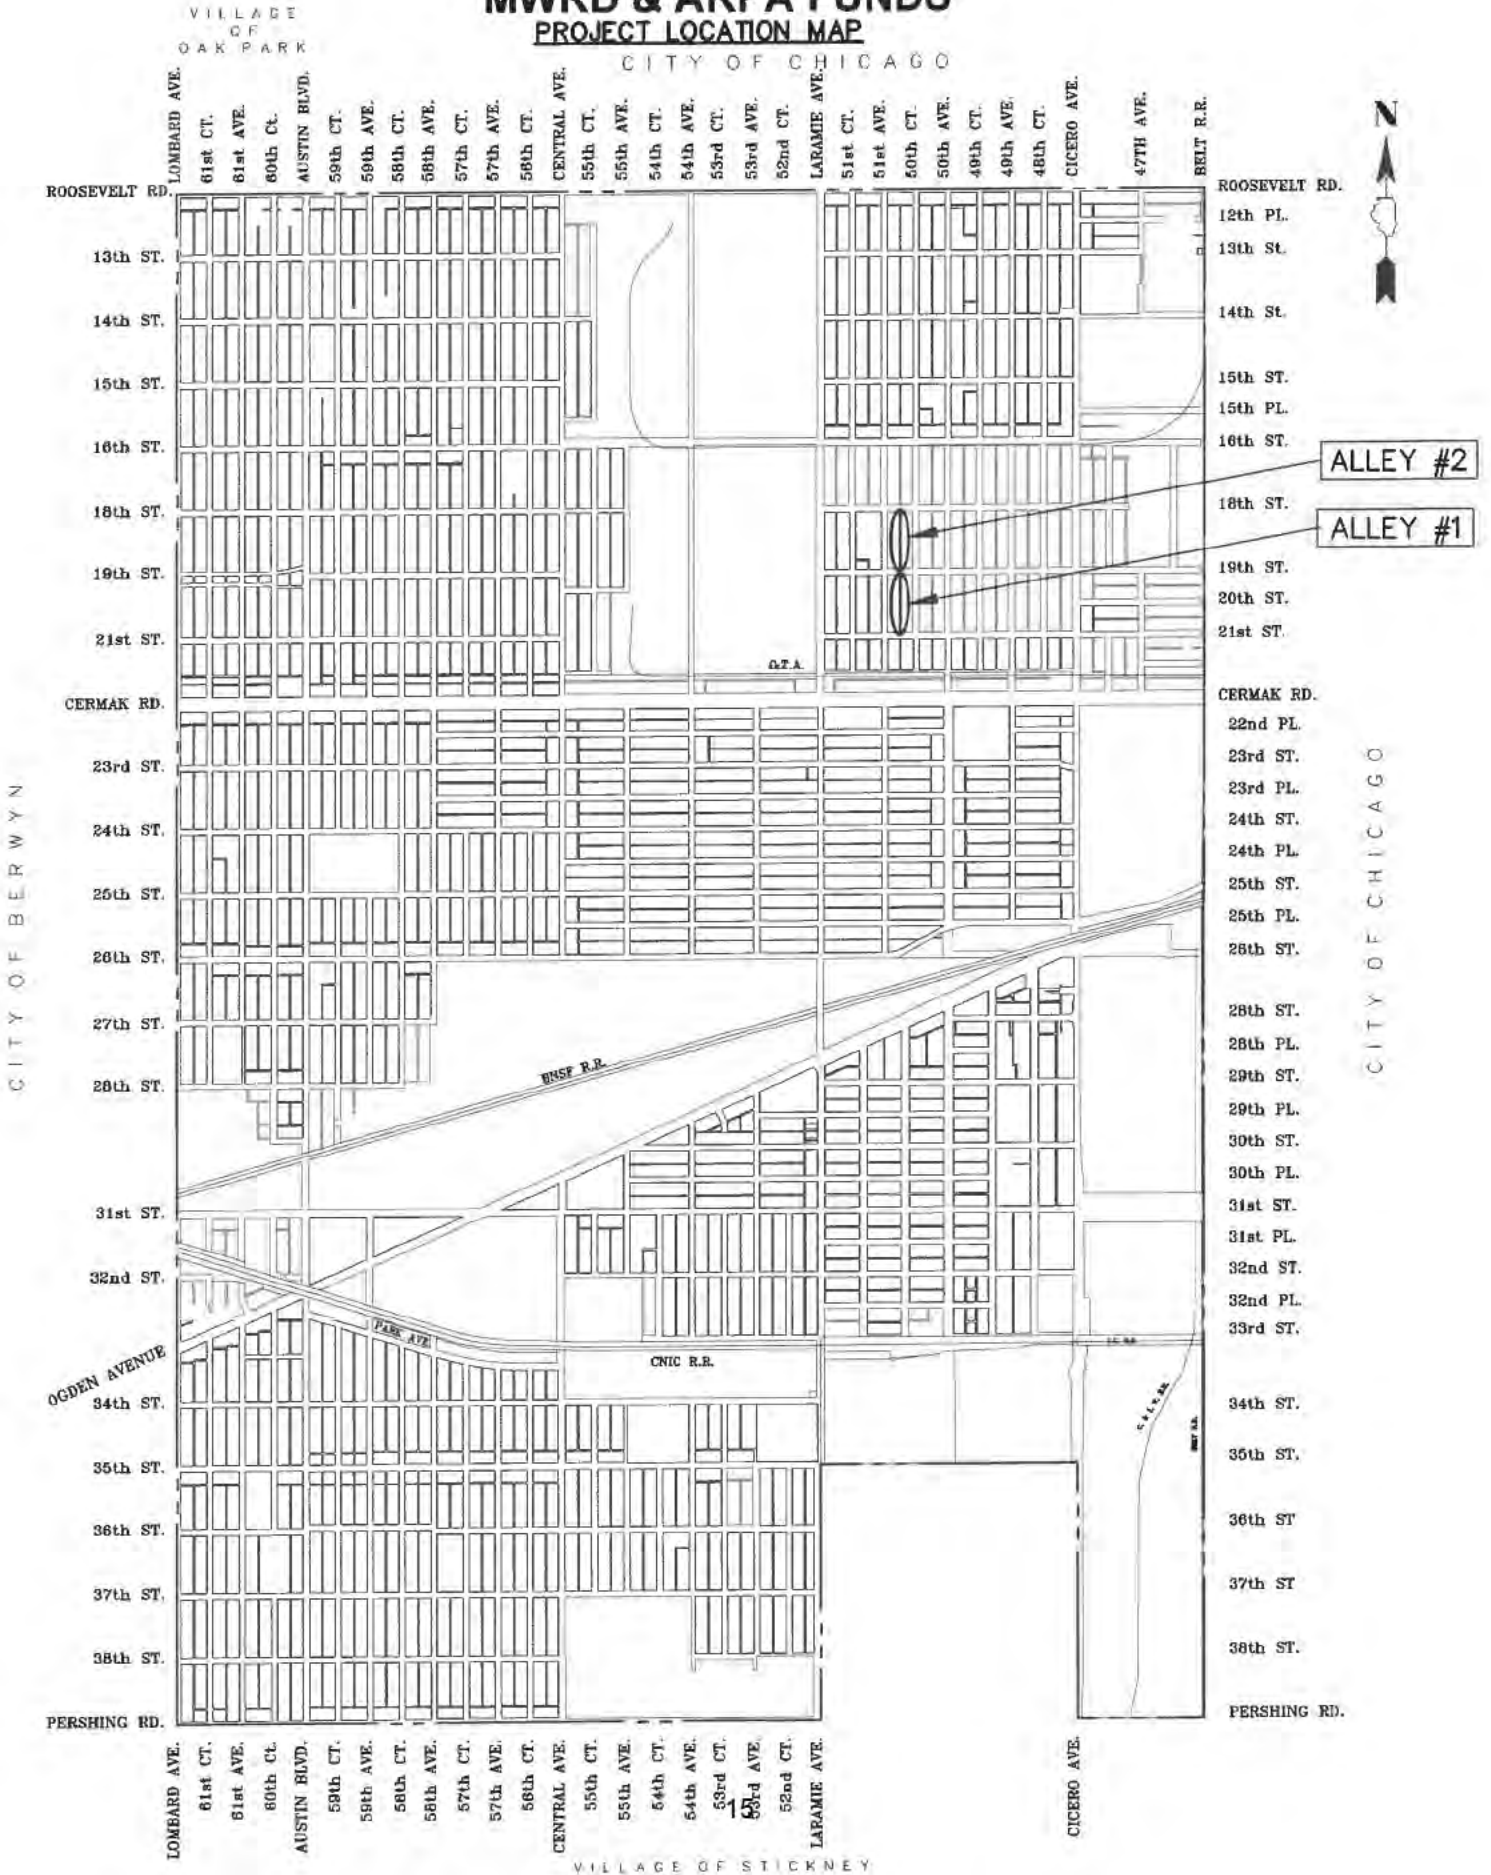 VILLAGE
OF
OAK PARK
MWRD & ARPA FUNDS
PROJECT LOCATION MAP
CITY OF CHICAGO
LOMBARD AVE.
61st CT.
61st AVE.
60th Ct.
AUSTIN BLVD.
59th CT.
59th AVE.
58th CT.
58th AVE.
57th CT.
57th AVE.
56th CT.
CENTRAL AVE.
55th CT.
55th AVE.
54th CT.
54th AVE.
53rd CT.
53rd AVE.
52nd CT.
LARAMIE AVE.
51st CT.
51st AVE.
50th CT.
50th AVE.
49th CT.
49th AVE.
48th CT.
CICERO AVE.
47TH AVE.
BELT R.R.
N
ROOSEVELT RD.
13th ST.
14th ST.
15th ST.
16th ST.
18th ST.
19th ST.
21st ST.
CERMAK RD.
23rd ST.
24th ST.
25th ST.
26th ST.
27th ST.
28th ST.
31st ST.
32nd ST.
OGDEN AVENUE
34th ST.
35th ST.
36th ST.
37th ST.
38th ST.
PERSHING RD.
ROOSEVELT RD.
12th PL.
13th St.
14th St.
15th ST.
15th PL.
16th ST.
18th ST.
19th ST.
20th ST.
21st ST.
CERMAK RD.
22nd PL.
23rd ST.
23rd PL.
24th ST.
24th PL.
25th ST.
25th PL.
26th ST.
28th ST.
28th PL.
29th ST.
29th PL.
30th ST.
30th PL.
31st ST.
31st PL.
32nd ST.
32nd PL.
33rd ST.
34th ST.
35th ST.
36th ST
37th ST
38th ST.
PERSHING RD.
ALLEY #2
ALLEY #1
CITY OF BERWYN
CITY OF CHICAGO
BNSF R.R.
PARK AVE
CNIC R.R.
LOMBARD AVE.
61st CT.
61st AVE.
60th Ct.
AUSTIN BLVD.
59th CT.
59th AVE.
58th CT.
58th AVE.
57th CT.
57th AVE.
56th CT.
CENTRAL AVE.
55th CT.
55th AVE.
54th CT.
54th AVE.
53rd CT.
53rd AVE.
52nd CT.
LARAMIE AVE.
CICERO AVE.
15
VILLAGE OF STICKNEY